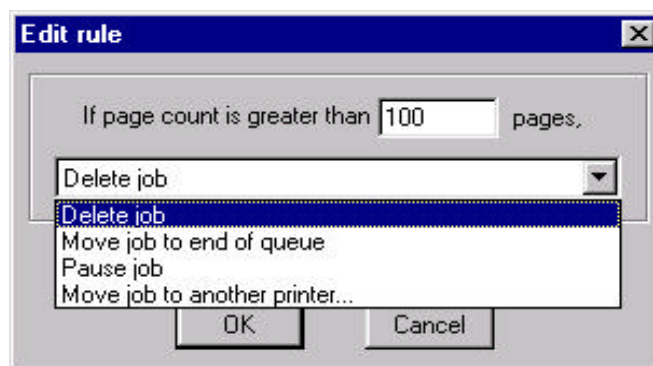 Edit rule
If page count is greater than 100 pages,
Delete job
Delete job
Move job to end of queue
Pause job
Move job to another printer...
OK Cancel